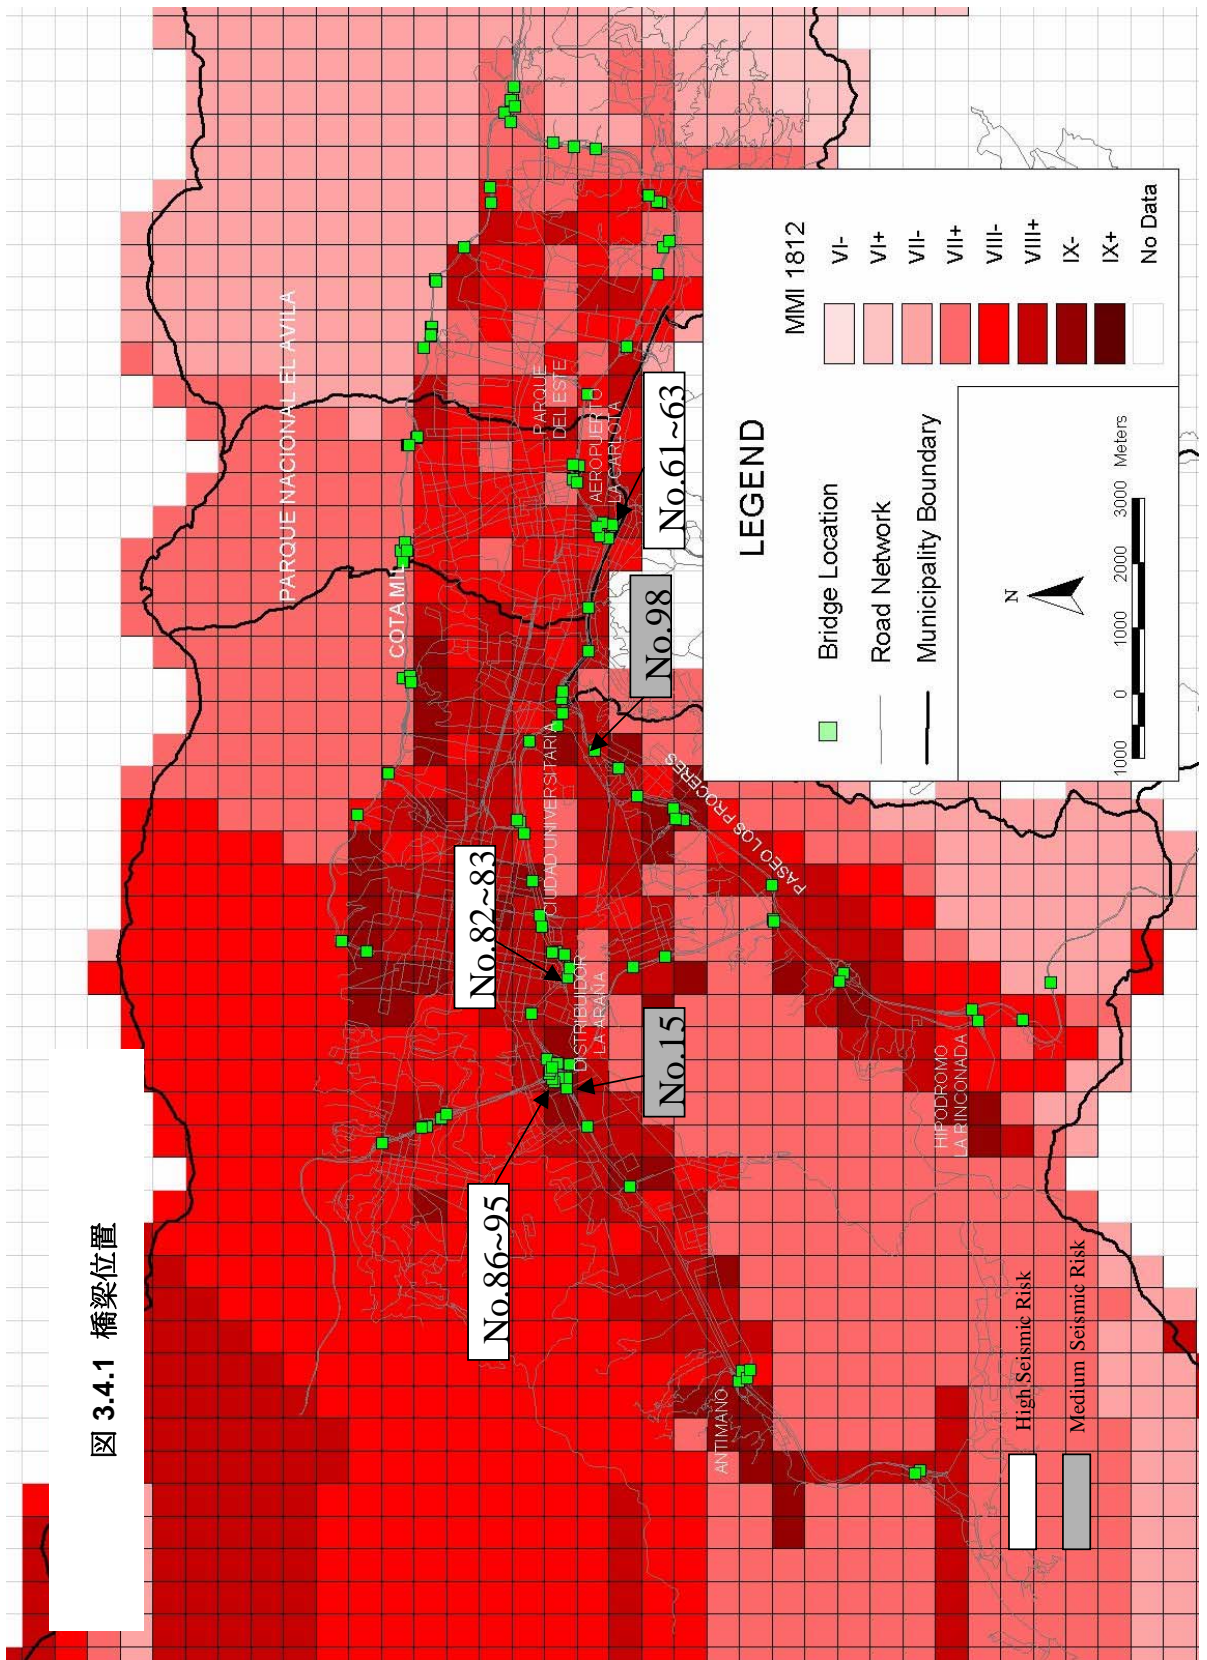 図 3.4.1 橋梁位置
PARQUE NACIONAL EL AVILA
COTA MIL
No.86~95
No.82~83
No.15
No.98
No.61~63
DISTRIBUIDOR
LA ARAÑA
CIUDAD UNIVERSITARIA
PARQUE
DEL ESTE
AEROPUERTO
LA CARLOTA
PASEO LOS PROCERES
ANTIMANO
HIPODROMO
LA RINCONADA
High Seismic Risk
Medium Seismic Risk
LEGEND
Bridge Location
Road Network
Municipality Boundary
MMI 1812
VI-
VI+
VII-
VII+
VIII-
VIII+
IX-
IX+
No Data
N
1000 0 1000 2000 3000 Meters